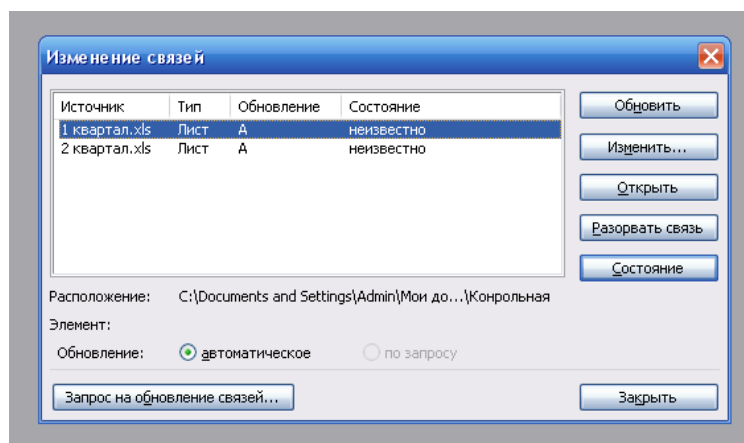 Изменение связей
Источник Тип Обновление Состояние
1 квартал.xls Лист А неизвестно
2 квартал.xls Лист А неизвестно
Обновить
Изменить...
Открыть
Разорвать связь
Состояние
Расположение: C:\Documents and Settings\Admin\Мои до...\Конрольная
Элемент:
Обновление: автоматическое по запросу
Запрос на обновление связей... Закрыть